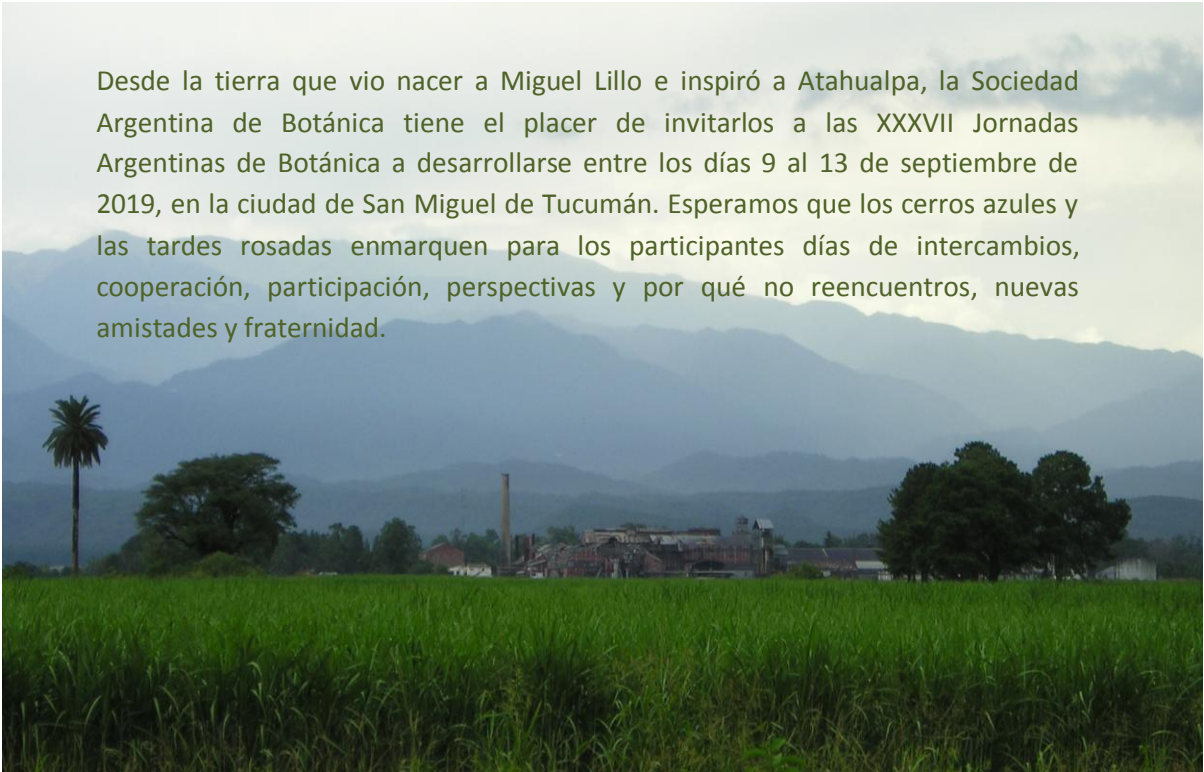 Desde la tierra que vio nacer a Miguel Lillo e inspiró a Atahualpa, la Sociedad
Argentina de Botánica tiene el placer de invitarlos a las XXXVII Jornadas
Argentinas de Botánica a desarrollarse entre los días 9 al 13 de septiembre de
2019, en la ciudad de San Miguel de Tucumán. Esperamos que los cerros azules y
las tardes rosadas enmarquen para los participantes días de intercambios,
cooperación, participación, perspectivas y por qué no reencuentros, nuevas
amistades y fraternidad.